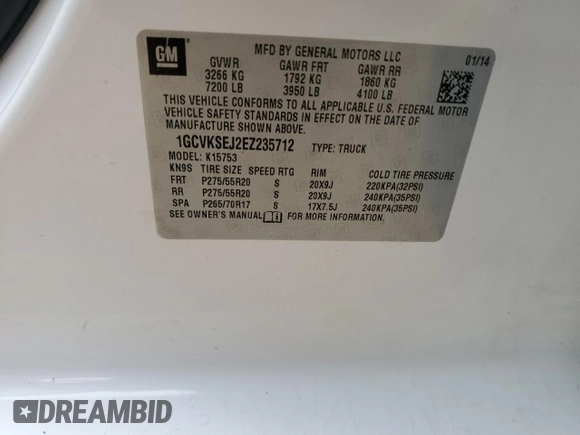 GM
MFD BY GENERAL MOTORS LLC
01/14
GVWR GAWR FRT GAWR RR
3266 KG 1792 KG 1860 KG
7200 LB 3950 LB 4100 LB
THIS VEHICLE CONFORMS TO ALL APPLICABLE U.S. FEDERAL MOTOR
VEHICLE SAFETY STANDARDS IN EFFECT ON THE DATE OF
MANUFACTURE SHOWN ABOVE.
1GCVKSEJ2EZ235712 TYPE: TRUCK
MODEL: K15753
KN9S TIRE SIZE SPEED RTG RIM COLD TIRE PRESSURE
FRT P275/55R20 S 20X9J 220KPA(32PSI)
RR P275/55R20 S 20X9J 240KPA(35PSI)
SPA P265/70R17 S 17X7.5J 240KPA(35PSI)
SEE OWNER'S MANUAL FOR MORE INFORMATION.
DREAMBID